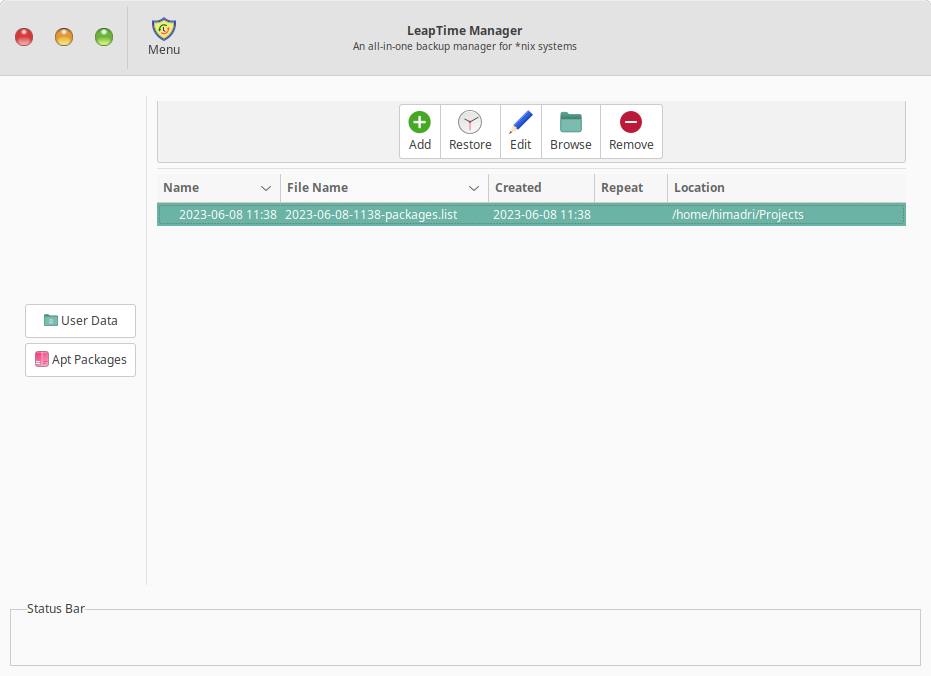 LeapTime Manager
An all-in-one backup manager for *nix systems
Menu
Add Restore Edit Browse Remove
Name File Name Created Repeat Location
2023-06-08 11:38 2023-06-08-1138-packages.list 2023-06-08 11:38 /home/himadri/Projects
User Data
Apt Packages
Status Bar